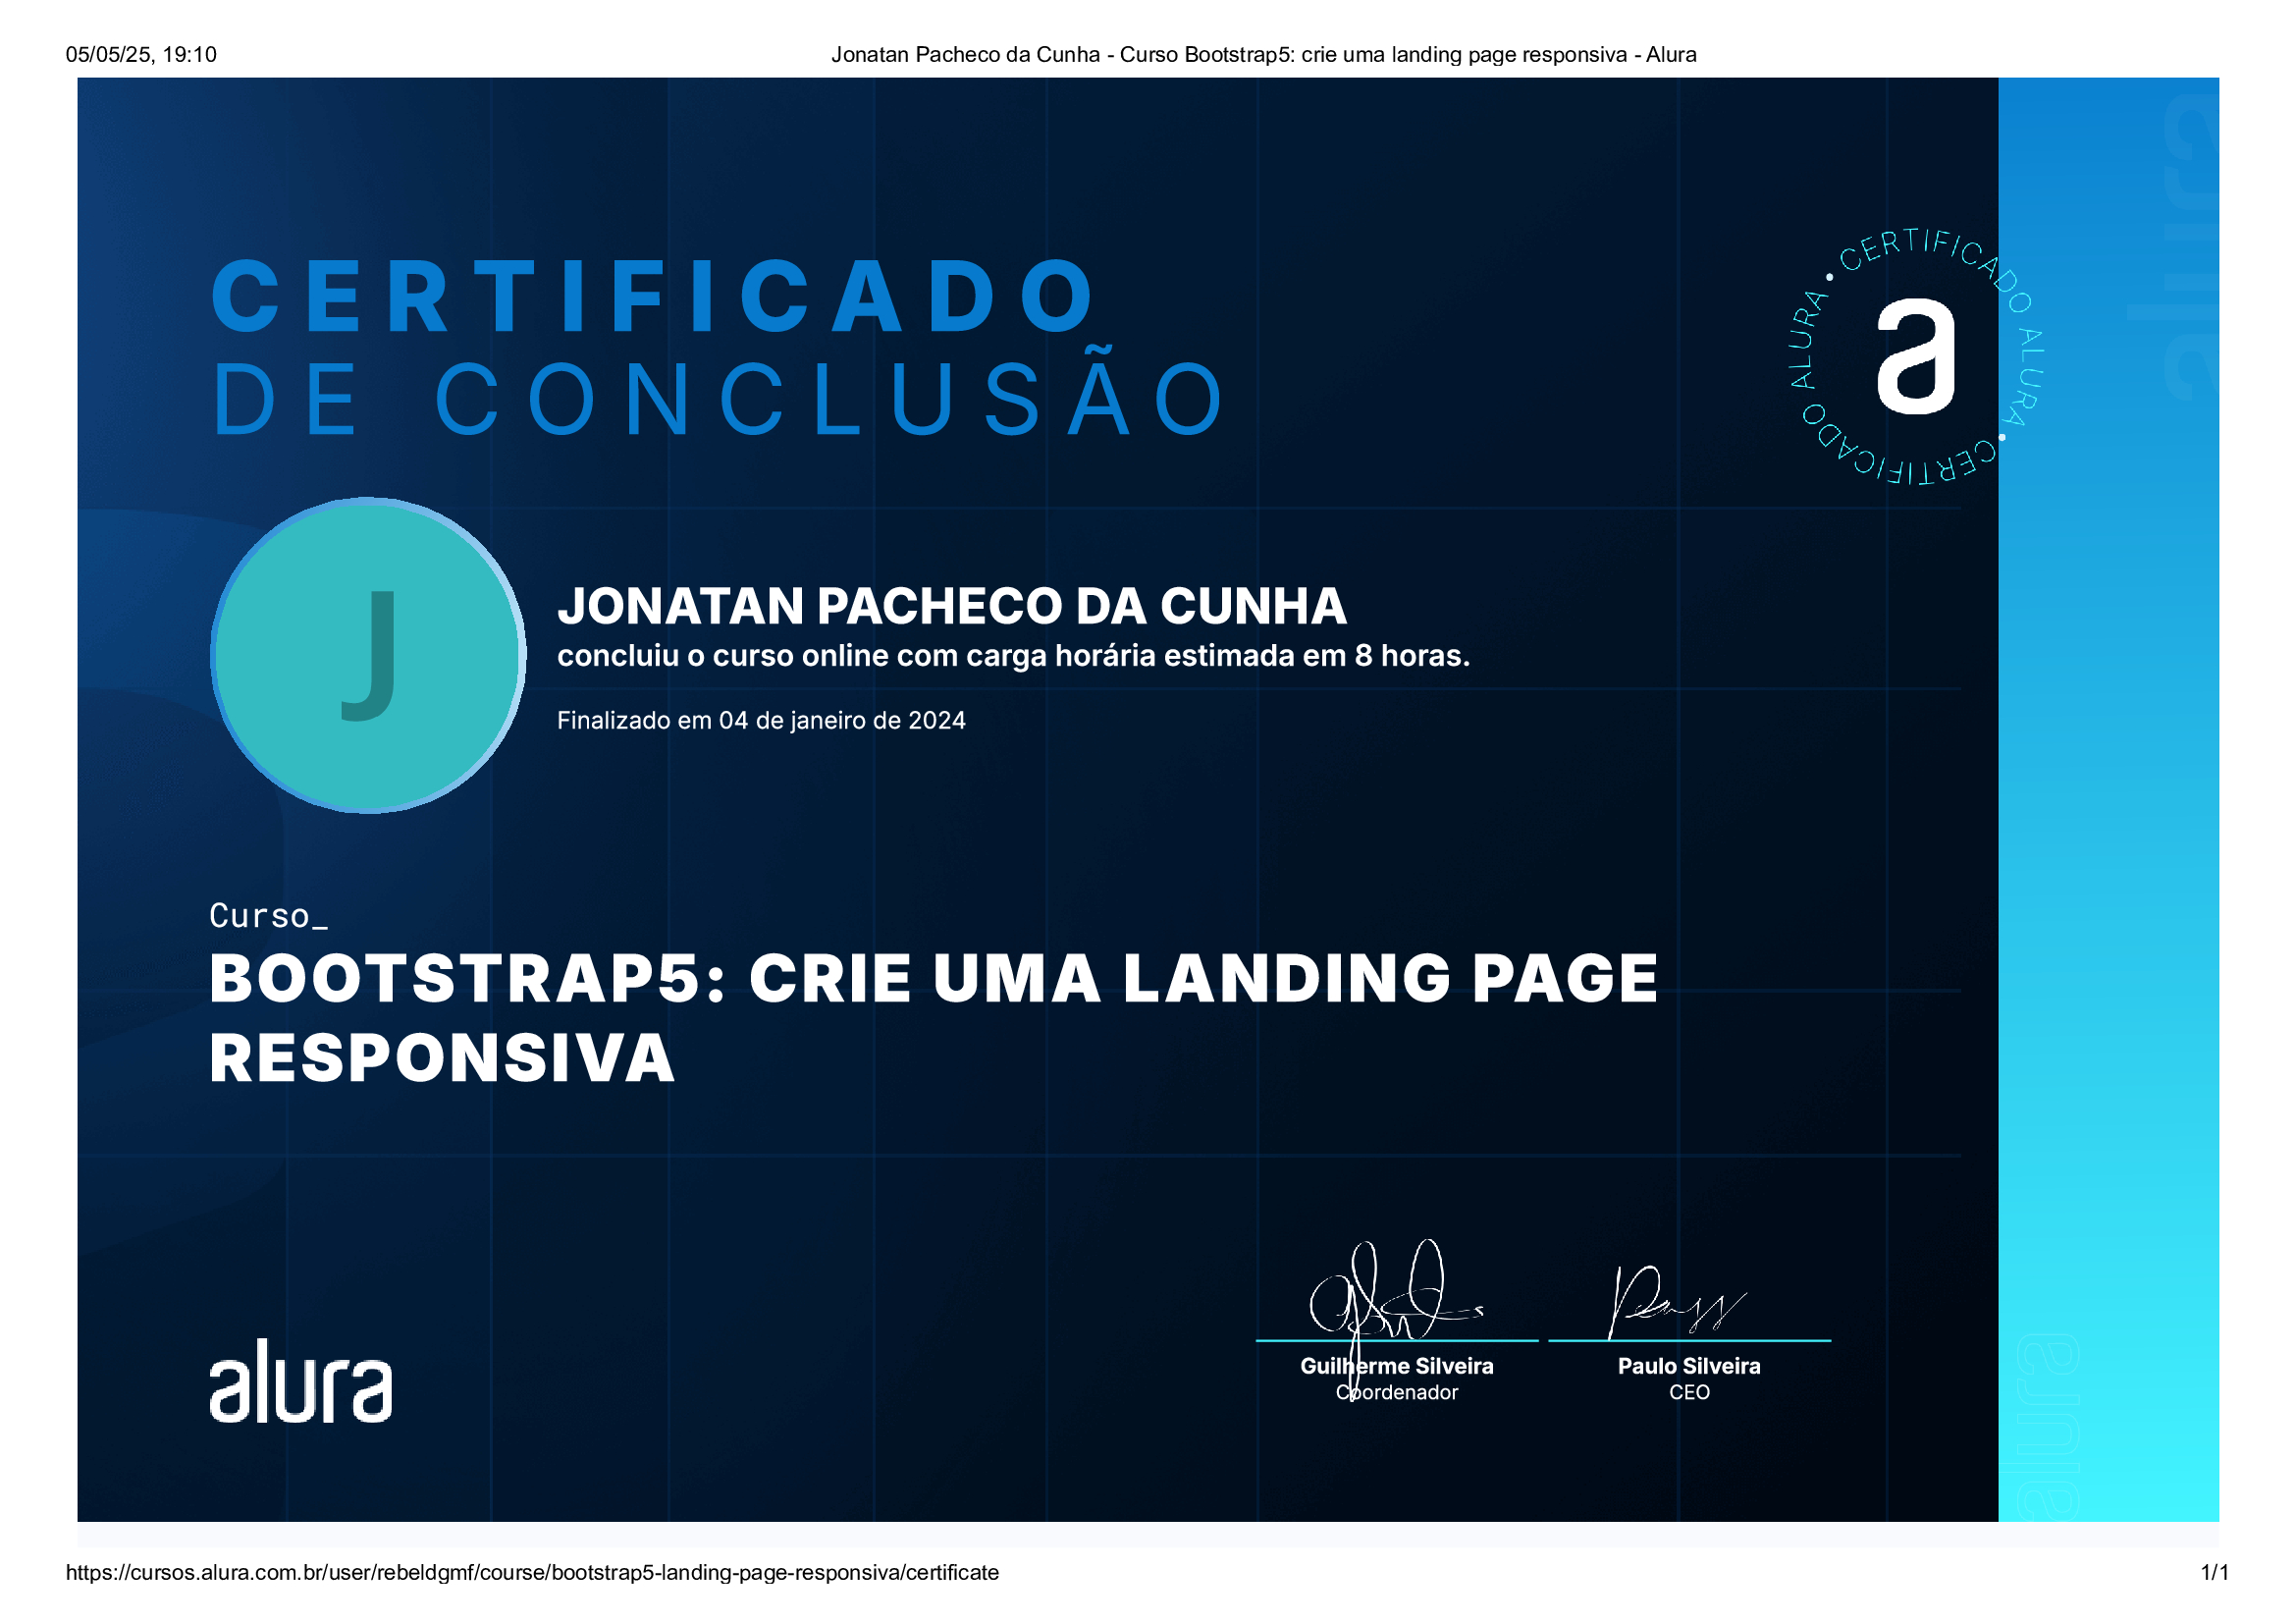 05/05/25, 19:10
Jonatan Pacheco da Cunha - Curso Bootstrap5: crie uma landing page responsiva - Alura
CERTIFICADO
DE CONCLUSÃO
CERTIFICADO ALURA • CERTIFICADO ALURA •
a
alura
J
JONATAN PACHECO DA CUNHA
concluiu o curso online com carga horária estimada em 8 horas.
Finalizado em 04 de janeiro de 2024
Curso_
BOOTSTRAP5: CRIE UMA LANDING PAGE
RESPONSIVA
Guilherme Silveira
Coordenador
Paulo Silveira
CEO
alura
alura
https://cursos.alura.com.br/user/rebeldgmf/course/bootstrap5-landing-page-responsiva/certificate
1/1